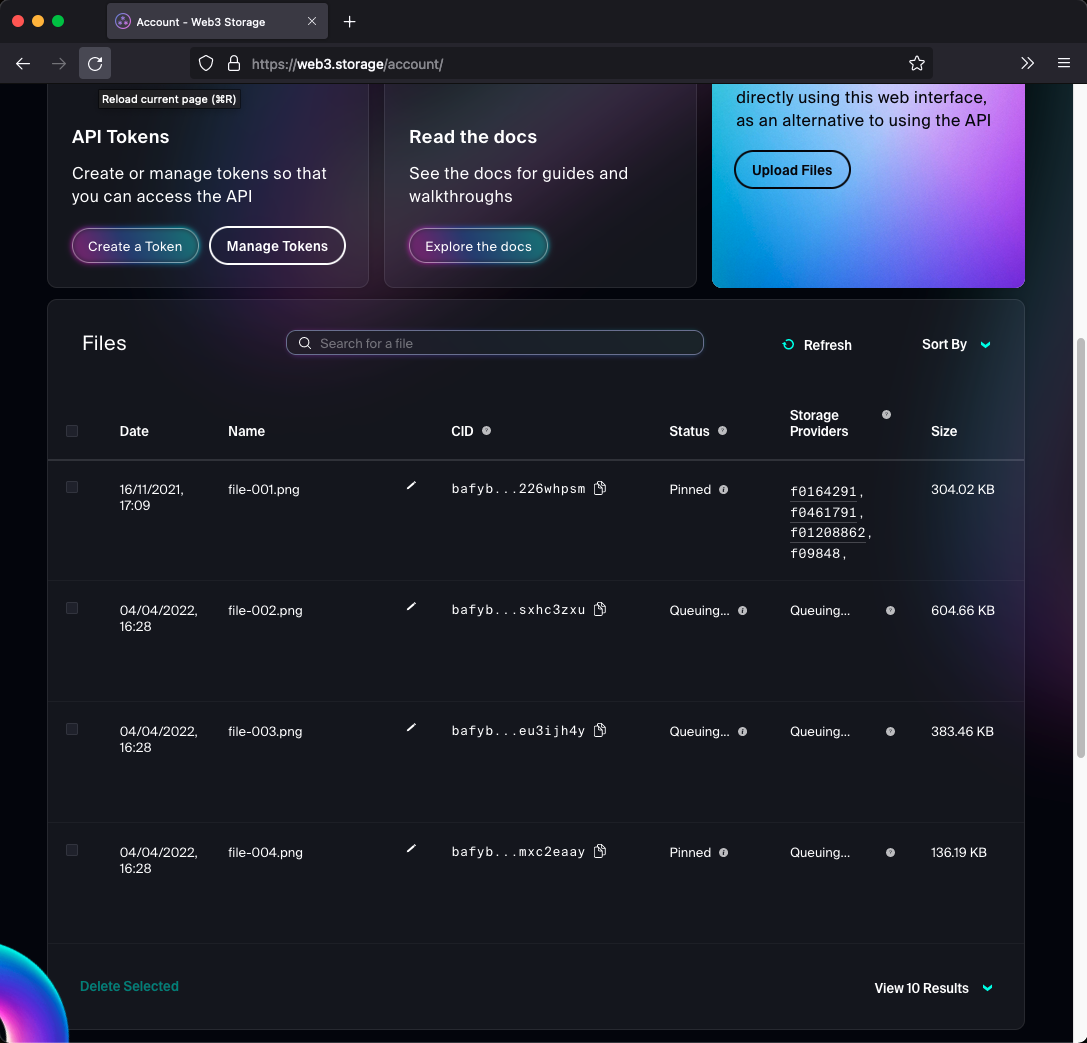 Account - Web3 Storage
https://web3.storage/account/
Reload current page (⌘R)
API Tokens
Create or manage tokens so that
you can access the API
Create a Token
Manage Tokens
Read the docs
See the docs for guides and
walkthroughs
Explore the docs
directly using this web interface,
as an alternative to using the API
Upload Files
Files
Search for a file
Refresh
Sort By
Date
Name
CID
Status
Storage
Providers
Size
16/11/2021,
17:09
file-001.png
bafyb...226whpsm
Pinned
f0164291,
f0461791,
f01208862,
f09848,
304.02 KB
04/04/2022,
16:28
file-002.png
bafyb...sxhc3zxu
Queuing...
Queuing...
604.66 KB
04/04/2022,
16:28
file-003.png
bafyb...eu3ijh4y
Queuing...
Queuing...
383.46 KB
04/04/2022,
16:28
file-004.png
bafyb...mxc2eaay
Pinned
Queuing...
136.19 KB
Delete Selected
View 10 Results